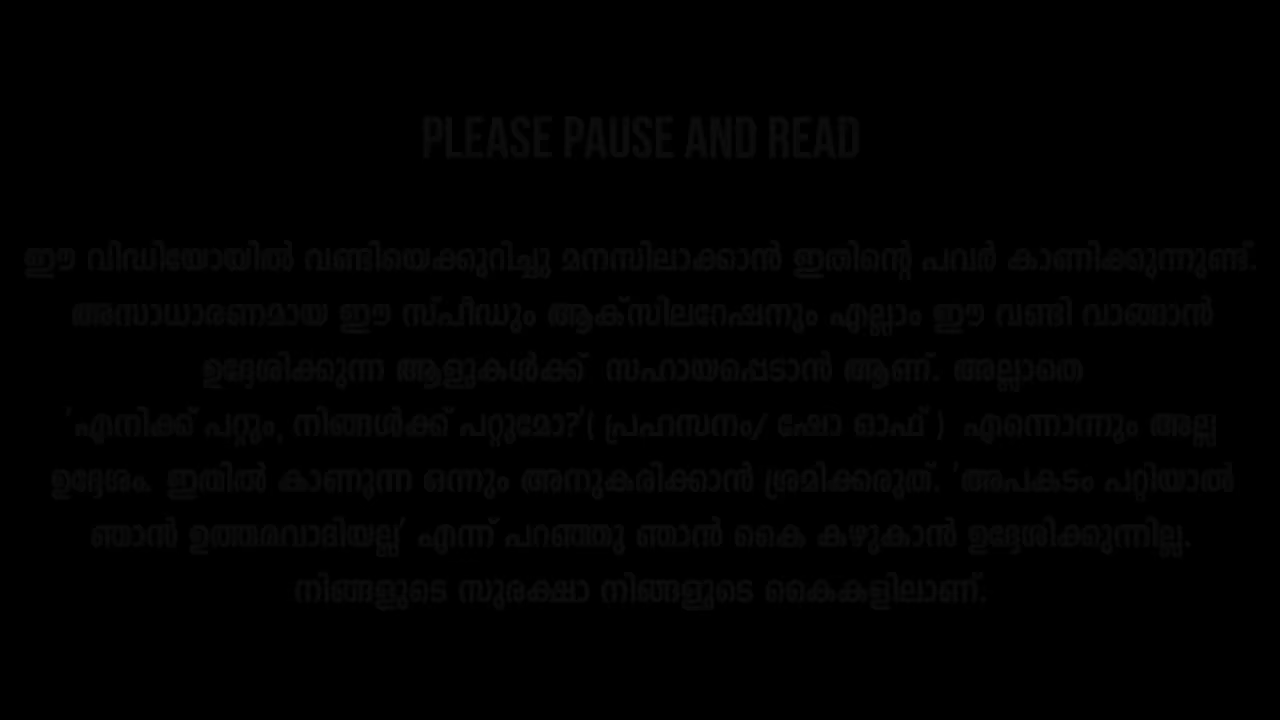 PLEASE PAUSE AND READ
ഈ വിഡിയോയിൽ വണ്ടിയെക്കുറിച്ചു മനസിലാക്കാൻ ഇതിന്റെ പവർ കാണിക്കുന്നുണ്ട്.
അസാധാരണമായ ഈ സ്പീഡും ആക്സിലറേഷനും എല്ലാം ഈ വണ്ടി വാങ്ങാൻ
ഉദ്ദേശിക്കുന്ന ആളുകൾക്ക് സഹായപ്പെടാൻ ആണ്. അല്ലാതെ
'എനിക്ക് പറ്റും, നിങ്ങൾക്ക് പറ്റുമോ?'( പ്രഹസനം/ ഷോ ഓഫ് ) എന്നൊന്നും അല്ല
ഉദ്ദേശം. ഇതിൽ കാണുന്ന ഒന്നും അനുകരിക്കാൻ ശ്രമിക്കരുത്. 'അപകടം പറ്റിയാൽ
ഞാൻ ഉത്തരവാദിയല്ല' എന്ന് പറഞ്ഞു ഞാൻ കൈ കഴുകാൻ ഉദ്ദേശിക്കുന്നില്ല.
നിങ്ങളുടെ സുരക്ഷാ നിങ്ങളുടെ കൈകളിലാണ്.